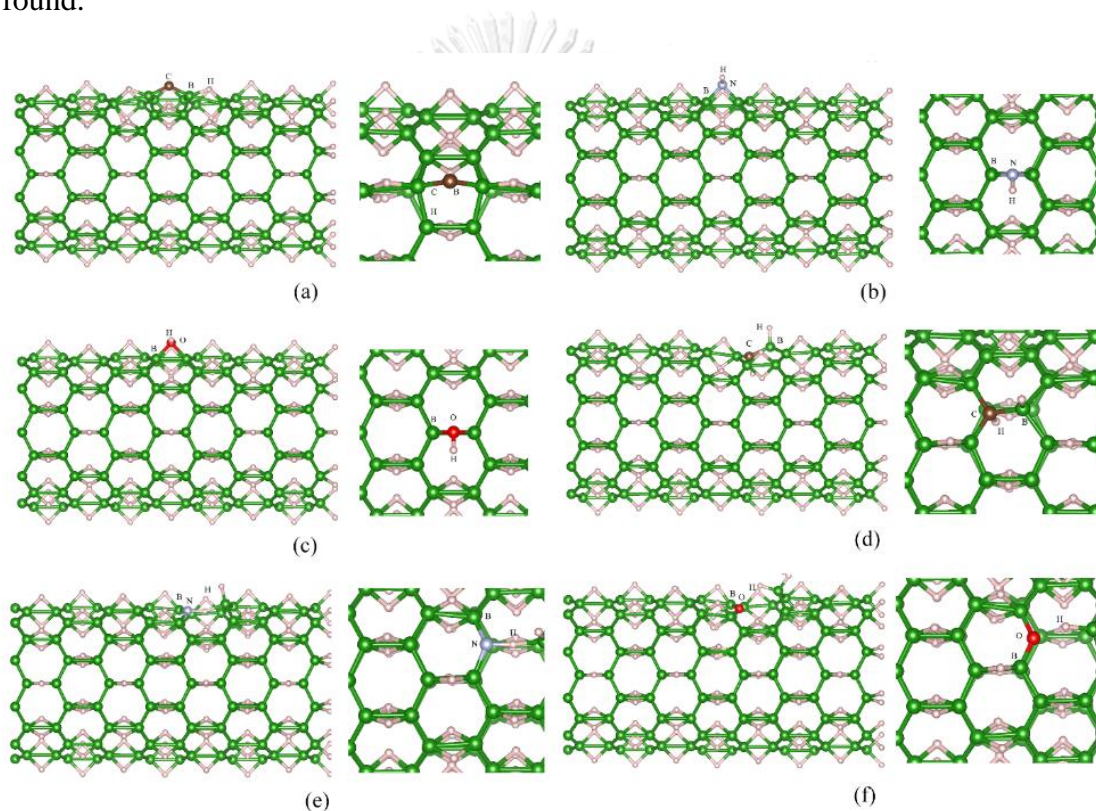 found.
C B H
H
B N
C B
H
B N
H
(a)
(b)
H
B O
H
C B
B O
H
C B
H
(c)
(d)
B N H
B
N H
B O H
H
O
B
(e)
(f)